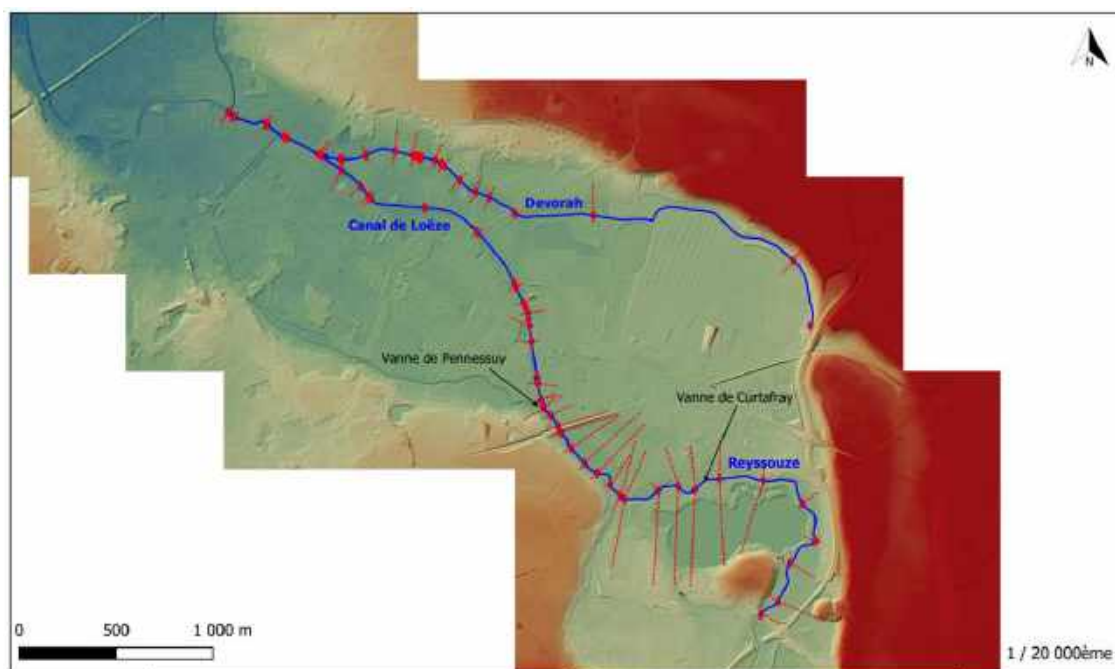 N
Devorah
Canal de Loëze
Vanne de Pennessuy
Vanne de Curtafray
Reyssouze
0 500 1 000 m
1 / 20 000ème